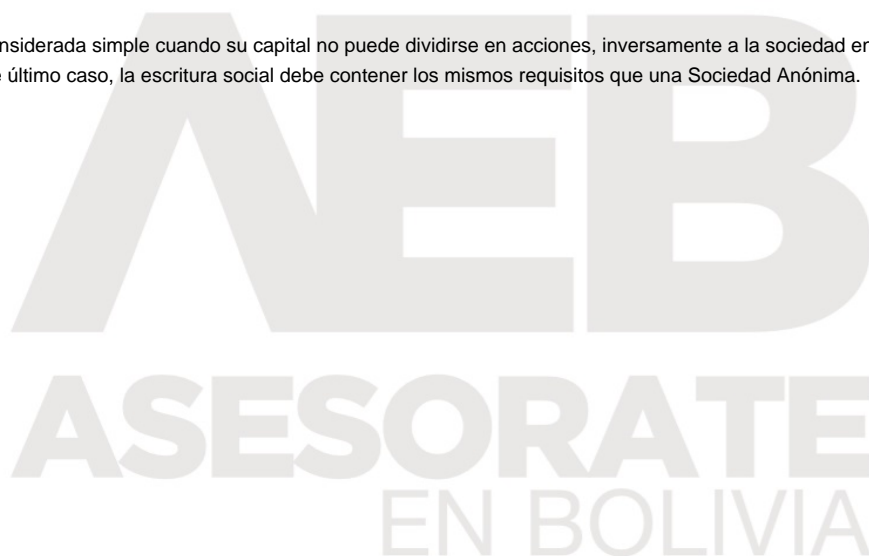 nsiderada simple cuando su capital no puede dividirse en acciones, inversamente a la sociedad en
e último caso, la escritura social debe contener los mismos requisitos que una Sociedad Anónima.
AEB
ASESORATE
EN BOLIVIA